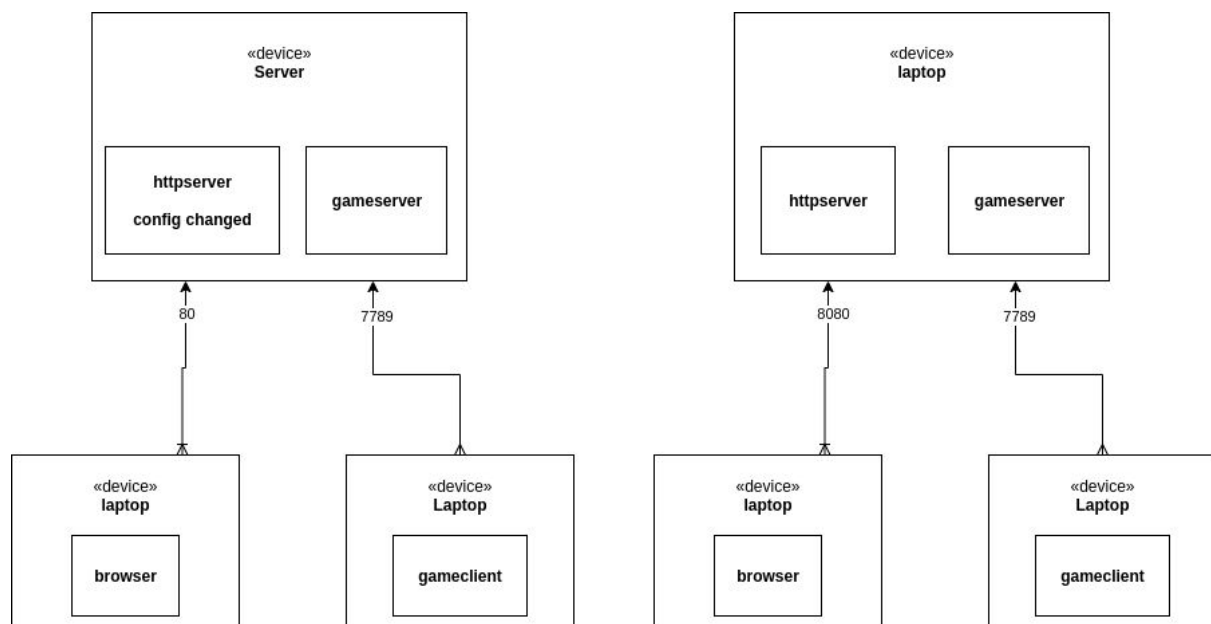 «device»
Server
httpserver
config changed
gameserver
80
7789
«device»
laptop
browser
«device»
Laptop
gameclient
«device»
laptop
httpserver
gameserver
8080
7789
«device»
laptop
browser
«device»
Laptop
gameclient